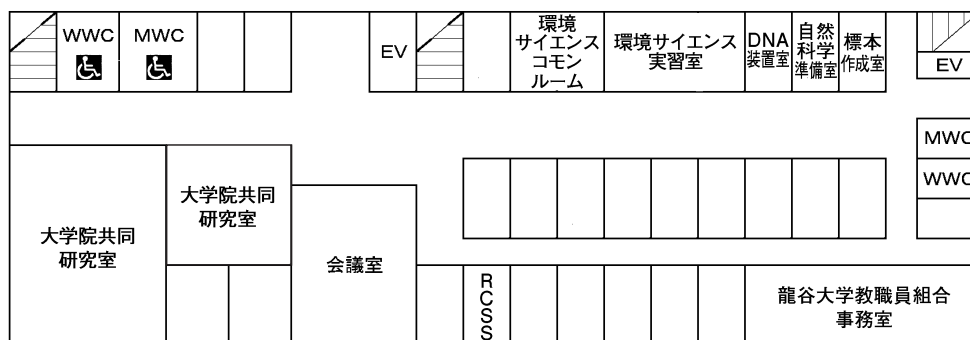 WWC
MWC
EV
環境
サイエンス
コモン
ルーム
環境サイエンス
実習室
DNA
装置室
自然
科学
準備室
標本
作成室
EV
MWC
WWC
大学院共同
研究室
大学院共同
研究室
会議室
RCSS
龍谷大学教職員組合
事務室